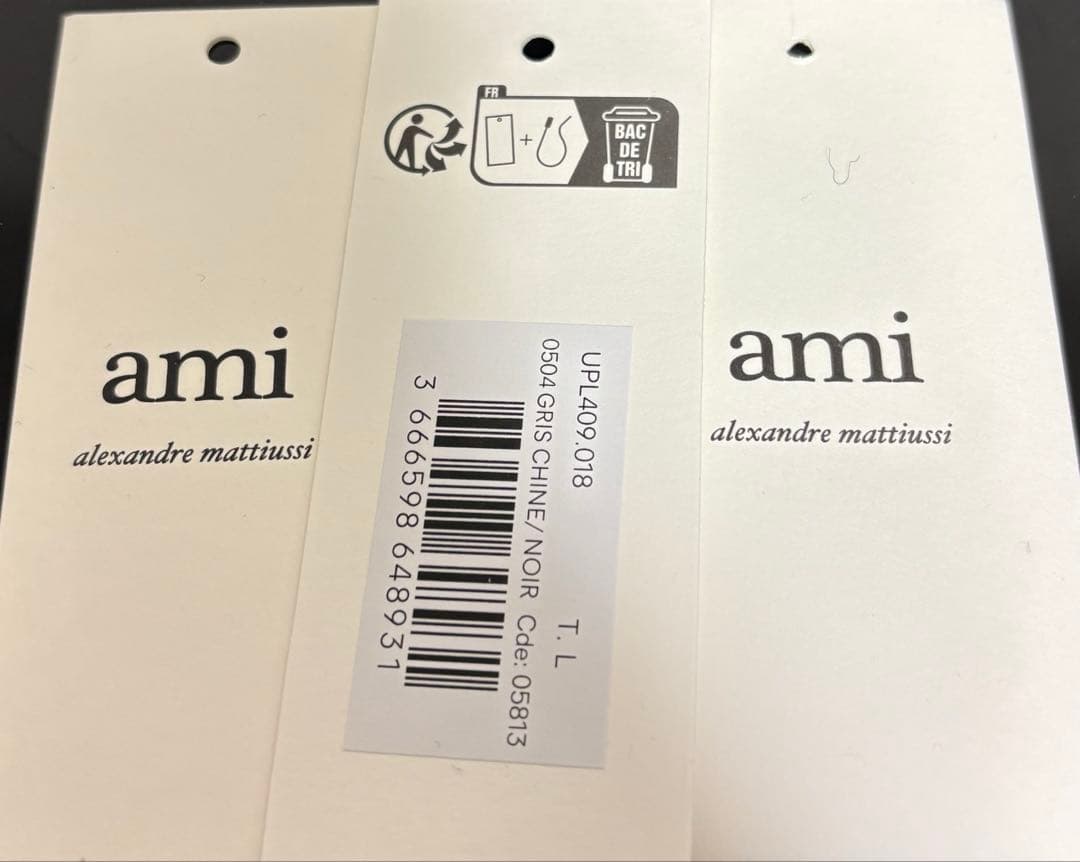 ami
alexandre mattiussi
FR
BAC
DE
TRI
UPL409.018 T. L
0504 GRIS CHINE/NOIR Cde: 05813
3 666598 648931
ami
alexandre mattiussi